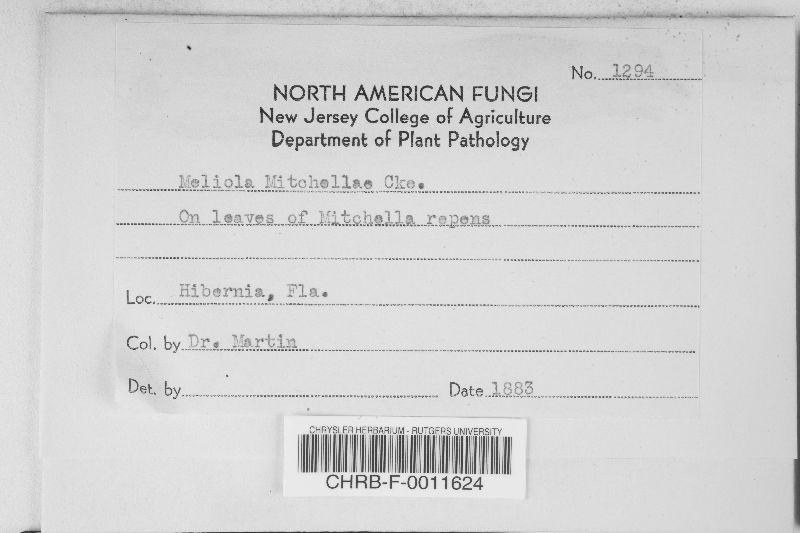 No. 1294
NORTH AMERICAN FUNGI
New Jersey College of Agriculture
Department of Plant Pathology
Meliola Mitchellae Cke.
On leaves of Mitchella repens
Loc. Hibernia, Fla.
Col. by Dr. Martin
Det. by Date 1883
CHRYSLER HERBARIUM - RUTGERS UNIVERSITY
CHRB-F-0011624